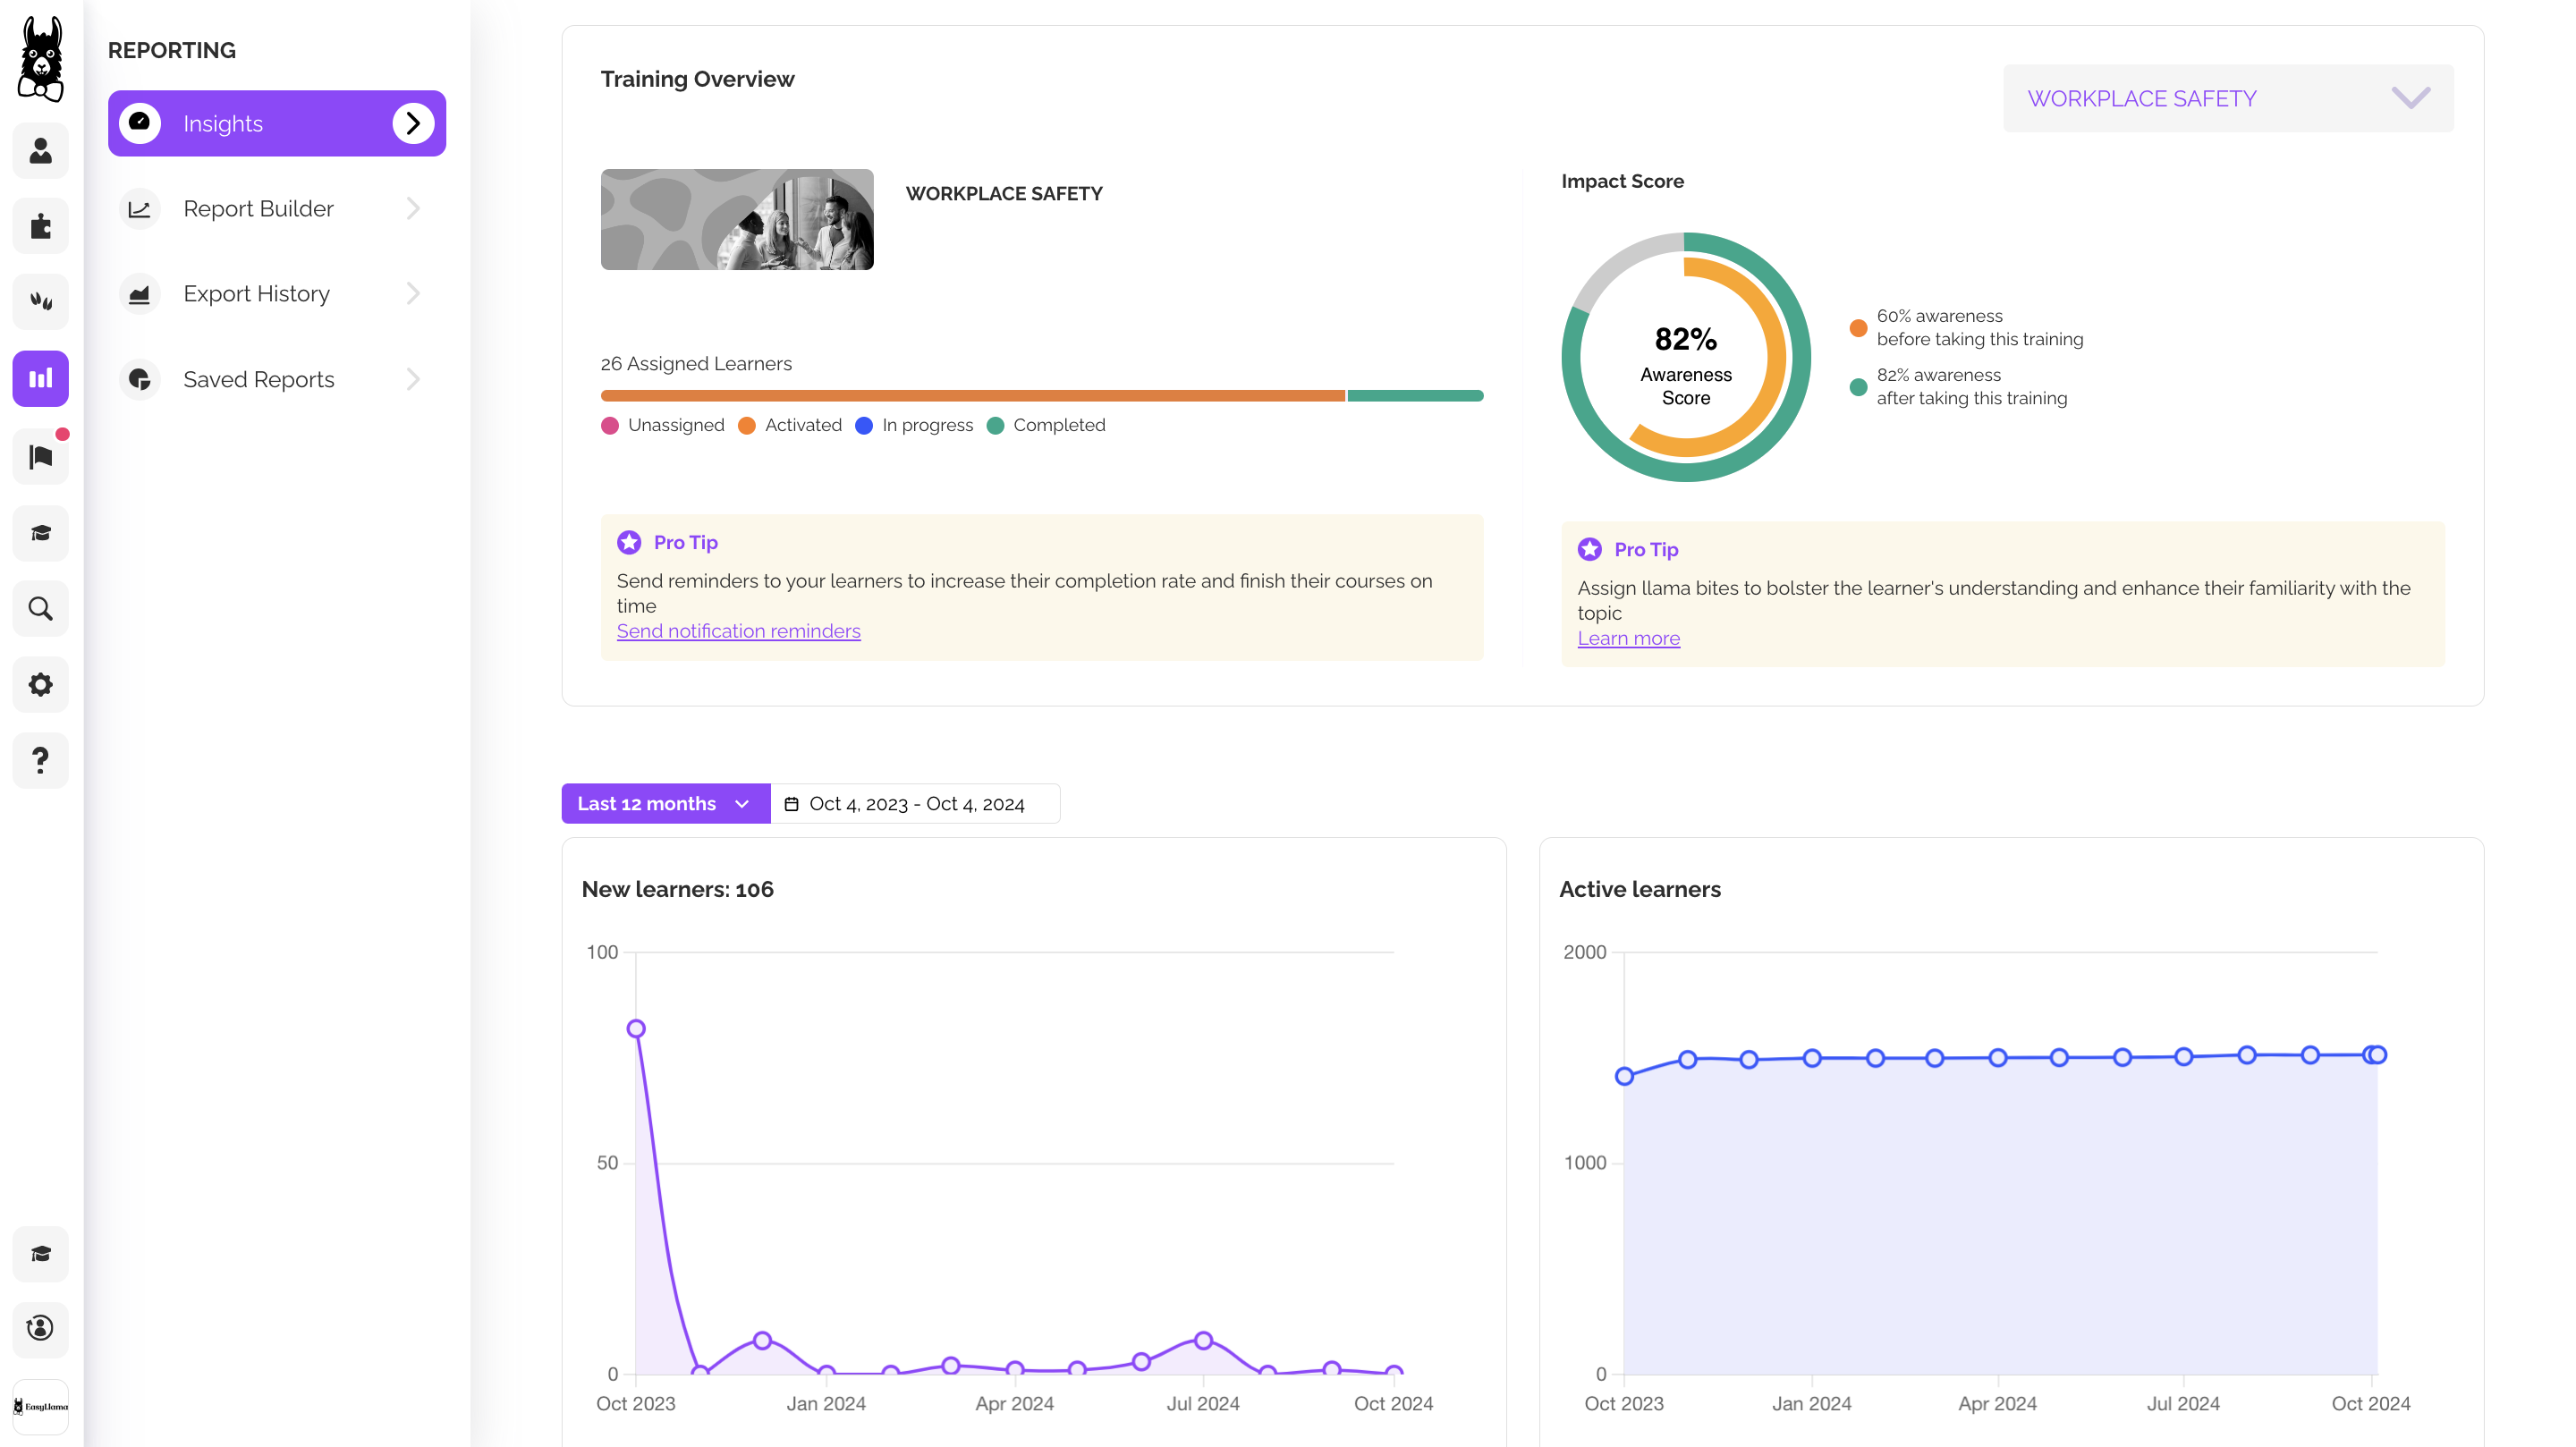 REPORTING
Insights
Report Builder
Export History
Saved Reports
EasyLlama
Training Overview
WORKPLACE SAFETY
WORKPLACE SAFETY
26 Assigned Learners
Unassigned
Activated
In progress
Completed
Pro Tip
Send reminders to your learners to increase their completion rate and finish their courses on
time
Send notification reminders
Impact Score
82%
Awareness
Score
60% awareness
before taking this training
82% awareness
after taking this training
Pro Tip
Assign llama bites to bolster the learner's understanding and enhance their familiarity with the
topic
Learn more
Last 12 months
Oct 4, 2023 - Oct 4, 2024
New learners: 106
100
50
0
Oct 2023
Jan 2024
Apr 2024
Jul 2024
Oct 2024
Active learners
2000
1000
0
Oct 2023
Jan 2024
Apr 2024
Jul 2024
Oct 2024